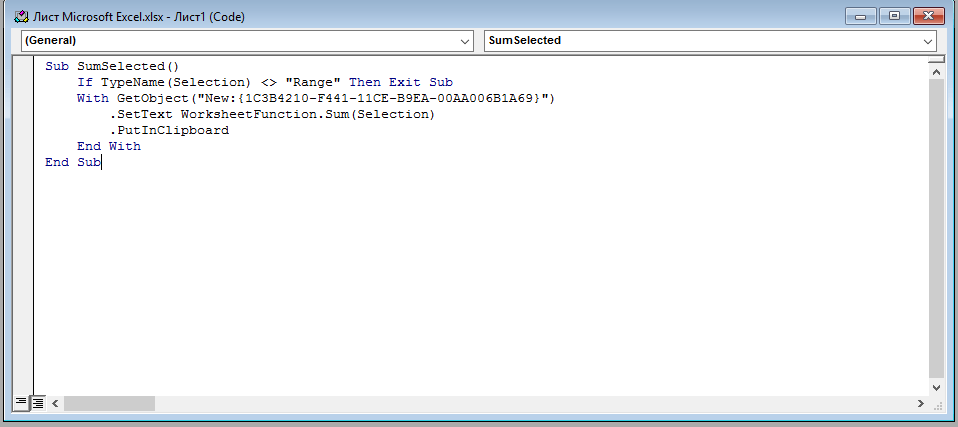 Лист Microsoft Excel.xlsx - Лист1 (Code)
(General) SumSelected
Sub SumSelected()
    If TypeName(Selection) <> "Range" Then Exit Sub
    With GetObject("New:{1C3B4210-F441-11CE-B9EA-00AA006B1A69}")
        .SetText WorksheetFunction.Sum(Selection)
        .PutInClipboard
    End With
End Sub